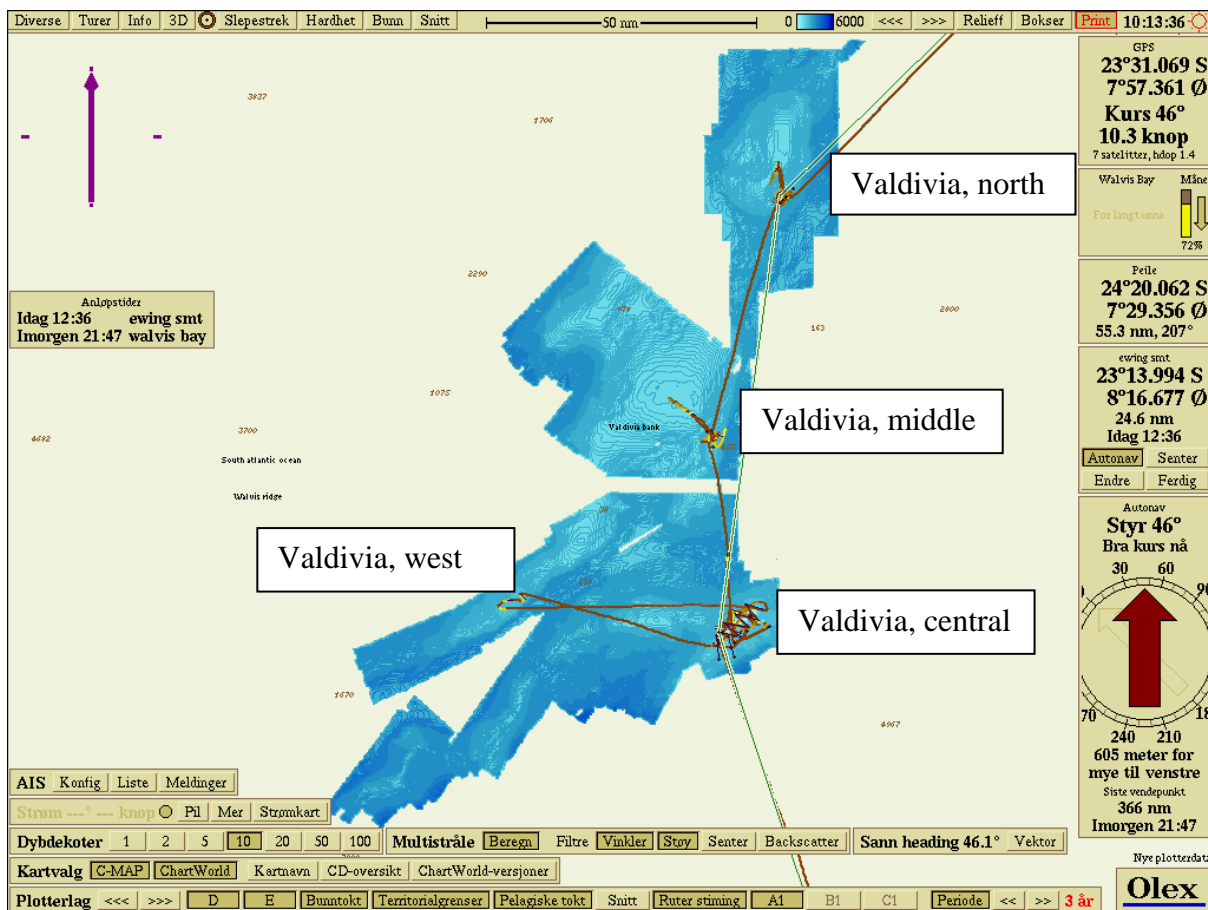 Diverse Turer Info 3D Slepestrek Hardhet Bunn Snitt 50 nm 0 6000 <<< >>> Relieff Bokser Print 10:13:36
GPS
23°31.069 S
7°57.361 Ø
Kurs 46°
10.3 knop
7 satelitter, hdop 1.4
Walvis Bay Måne
For langt unna
72%
Peile
24°20.062 S
7°29.356 Ø
55.3 nm, 207°
ewing smt
23°13.994 S
8°16.677 Ø
24.6 nm
Idag 12:36
Autonav Senter
Endre Ferdig
Autonav
Styr 46°
Bra kurs nå
30 60
90
70 18
240 210
605 meter for
mye til venstre
Siste vendepunkt
366 nm
Imorgen 21:47
Nye plotterdata
Olex
3837
1706
Valdivia, north
2290
Anløpstider
Idag 12:36 ewing smt
Imorgen 21:47 walvis bay
978
163
2800
1075
Valdivia, middle
Valdivia bank
4682
3700
South atlantic ocean
Walvis ridge
38
Valdivia, west
Valdivia, central
1670
4967
AIS Konfig Liste Meldinger
Strøm ---° --- knop Pil Mer Strømkart
Dybdekoter 1 2 5 10 20 50 100 Multistråle Beregn Filtre Vinkler Støy Senter Backscatter Sann heading 46.1° Vektor
Kartvalg C-MAP ChartWorld Kartnavn CD-oversikt ChartWorld-versjoner
Plotterlag <<< >>> D E Bunntokt Territorialgrenser Pelagiske tokt Snitt Ruter stiming A1 B1 C1 Periode << >> 3 år